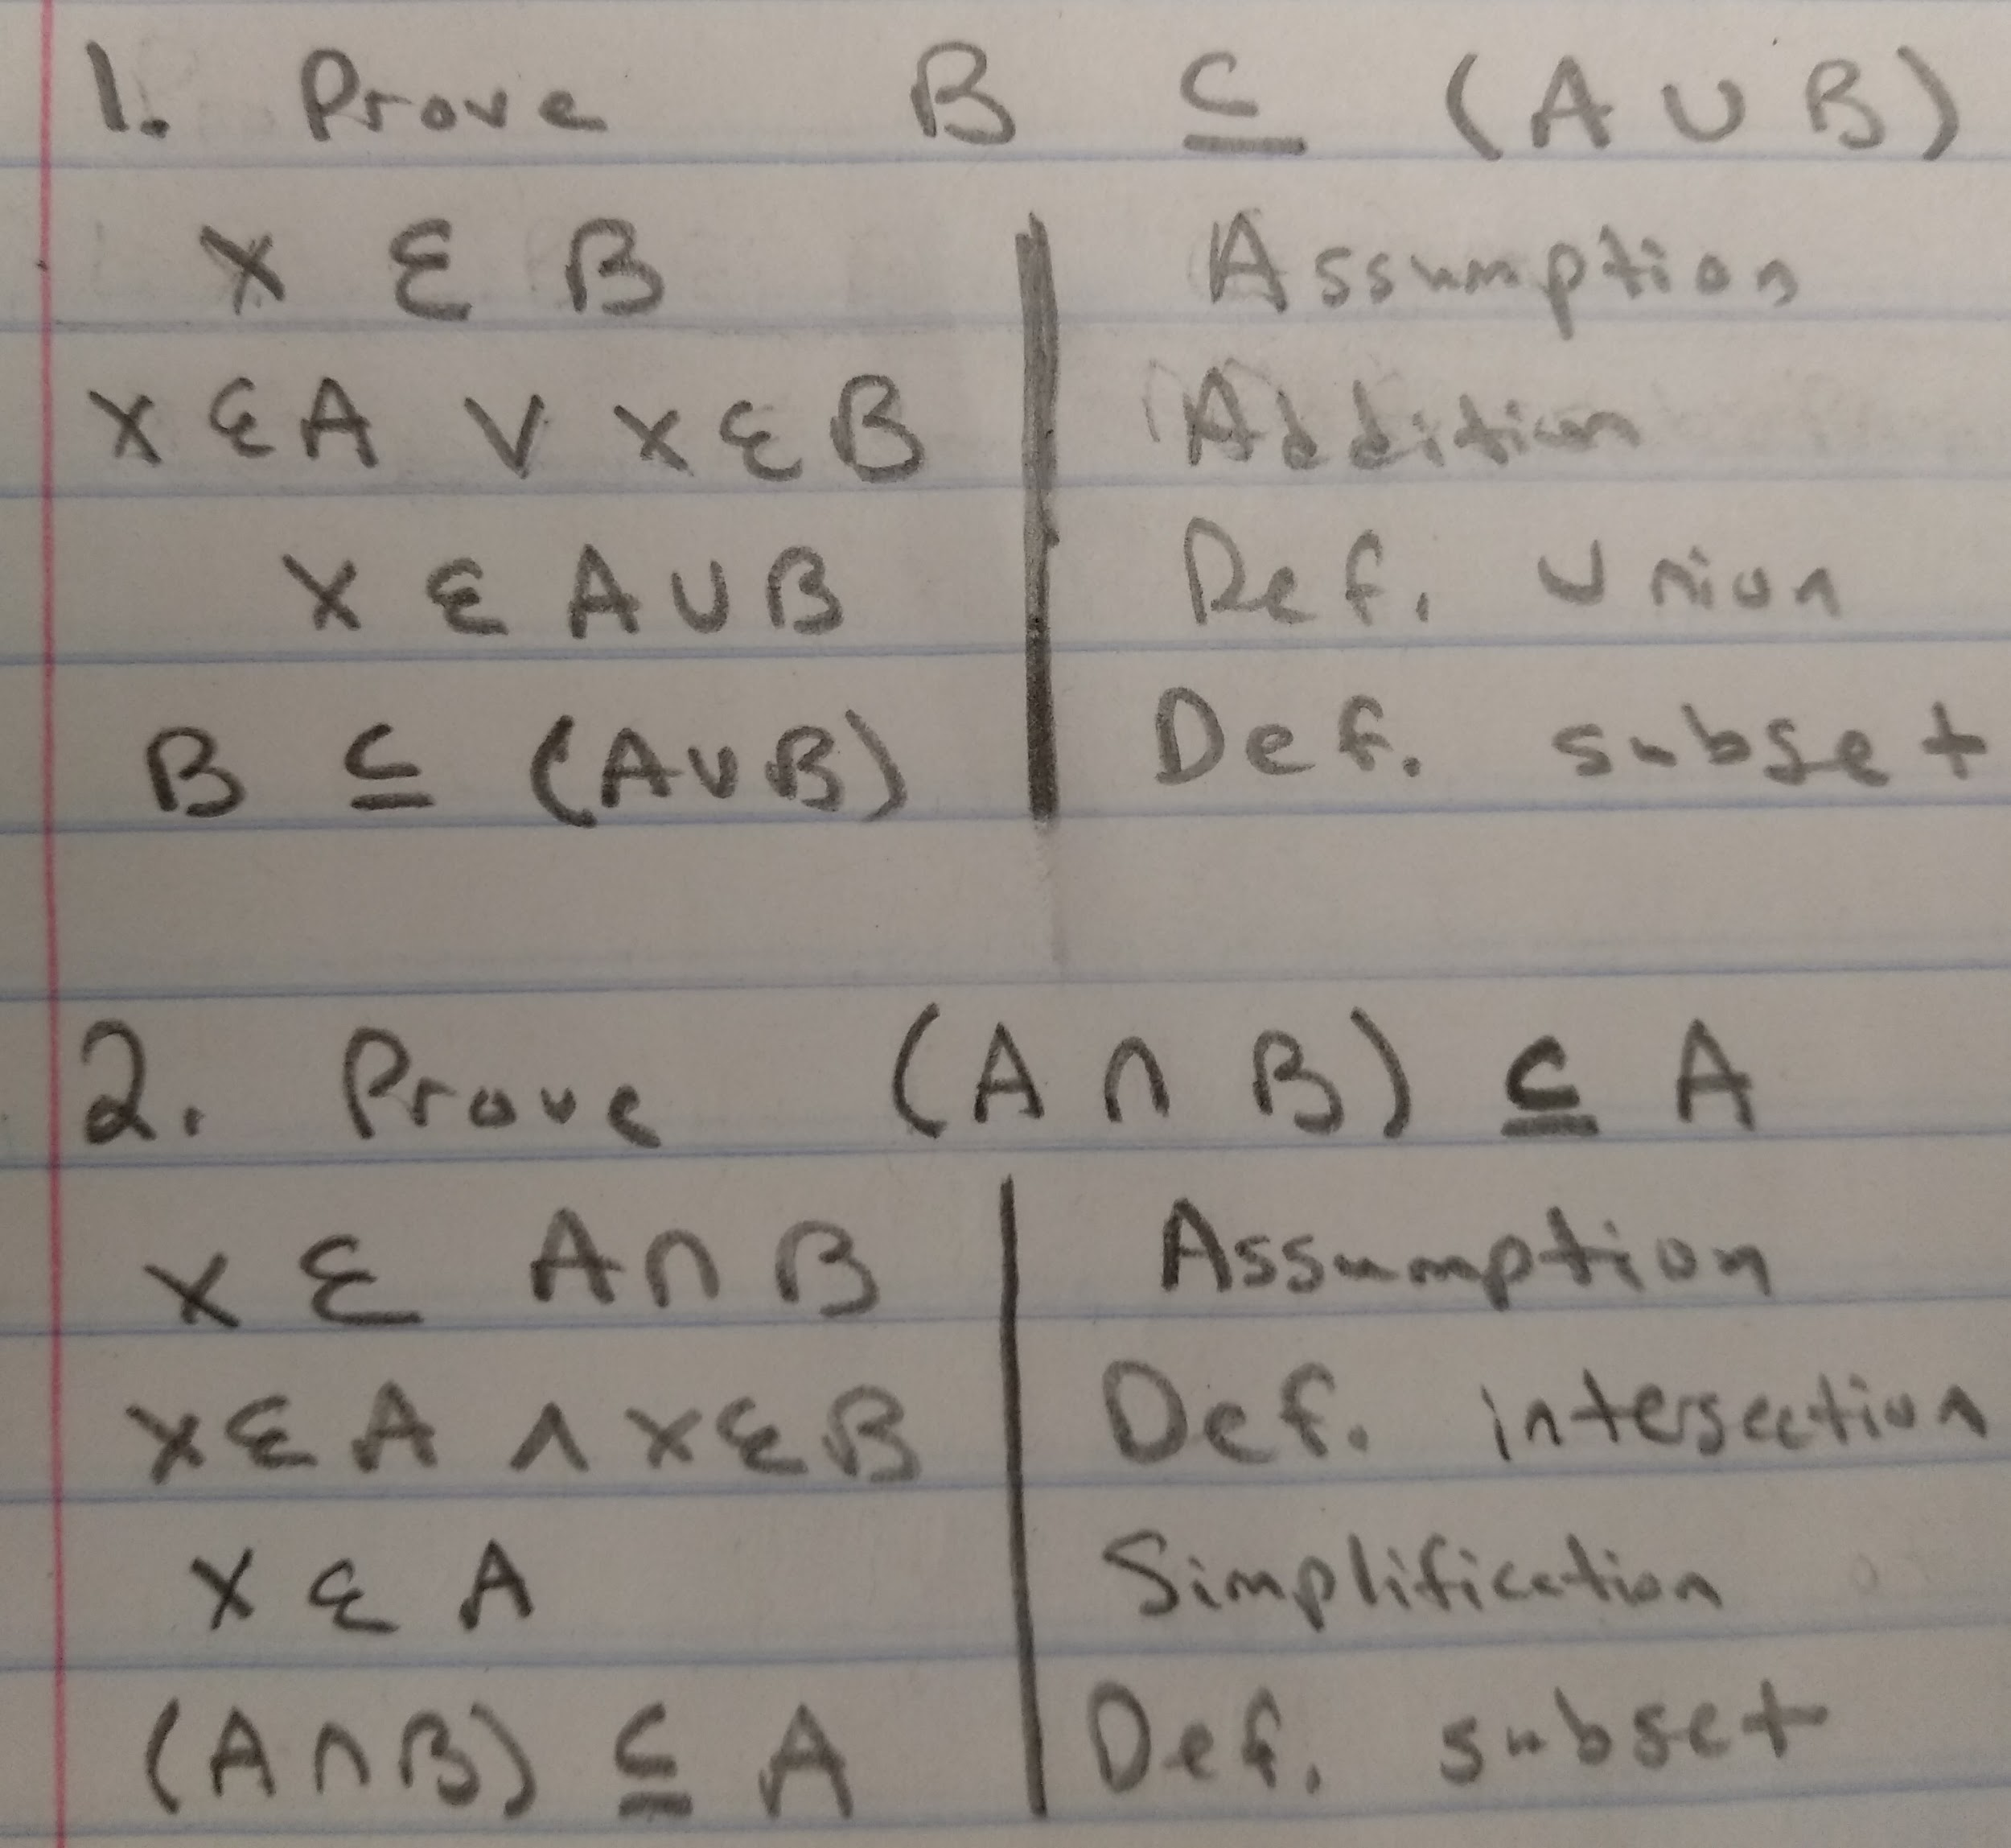 1. Prove B ⊆ (A ∪ B)
x ∈ B | Assumption
x ∈ A ∨ x ∈ B | Addition
x ∈ A ∪ B | Def. union
B ⊆ (A ∪ B) | Def. subset
2. Prove (A ∩ B) ⊆ A
x ∈ A ∩ B | Assumption
x ∈ A ∧ x ∈ B | Def. intersection
x ∈ A | Simplification
(A ∩ B) ⊆ A | Def. subset